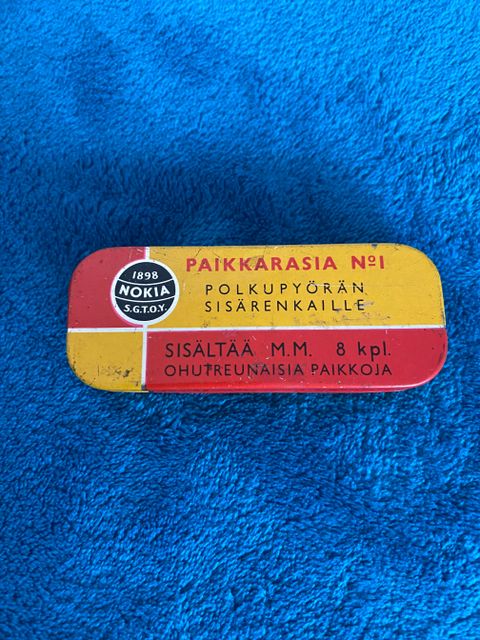 1898
NOKIA
S.G.T.O.Y.
PAIKKARASIA Nº1
POLKUPYÖRÄN
SISÄRENKAILLE
SISÄLTÄÄ M.M. 8 kpl.
OHUTREUNAISIA PAIKKOJA